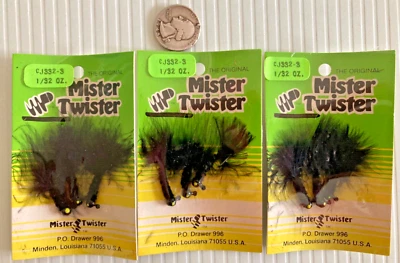 CJ332-3
1/32 OZ.
THE ORIGINAL
Mister
Twister
Mister Twister
P.O. Drawer 996
Minden, Louisiana 71055 U.S.A.
CJ332-3
1/32 OZ.
THE ORIGINAL
Mister
Twister
Mister Twister
P.O. Drawer 996
Minden, Louisiana 71055 U.S.A.
CJ332-3
1/32 OZ.
THE ORIGINAL
Mister
Twister
Mister Twister
P.O. Drawer 996
Minden, Louisiana 71055 U.S.A.